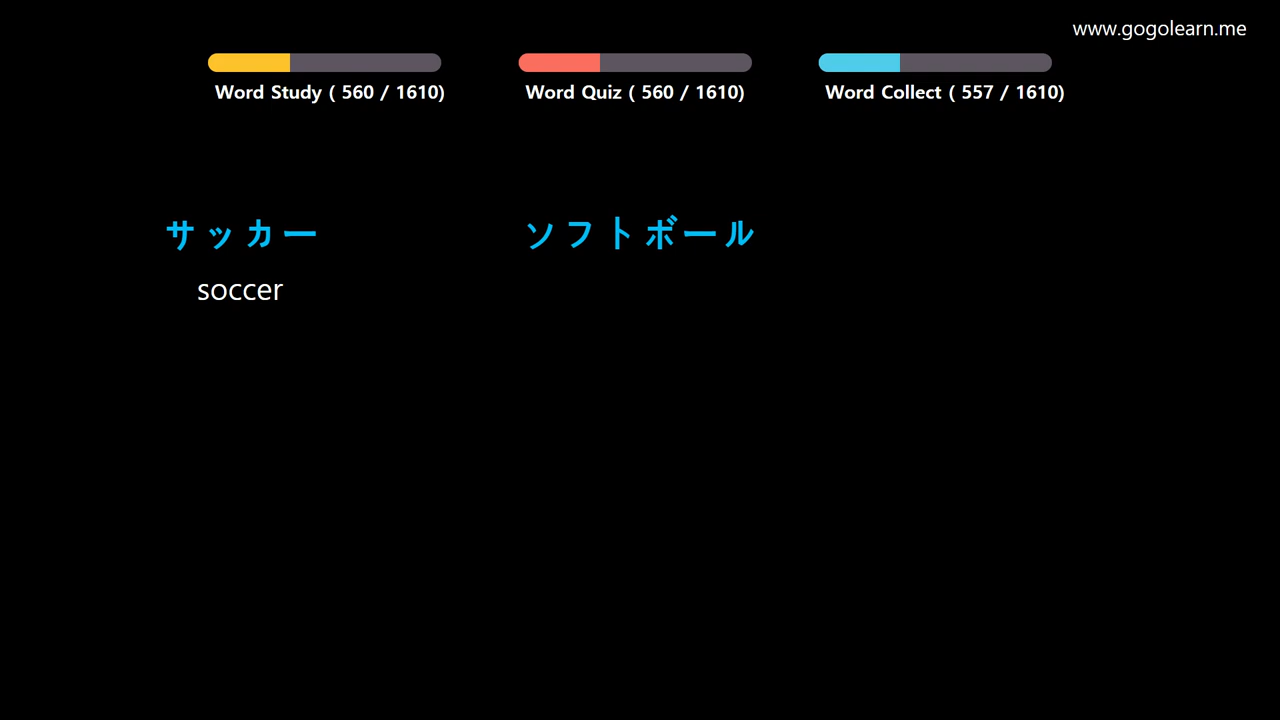 www.gogolearn.me
Word Study ( 560 / 1610)
Word Quiz ( 560 / 1610)
Word Collect ( 557 / 1610)
サッカー
ソフトボール
soccer